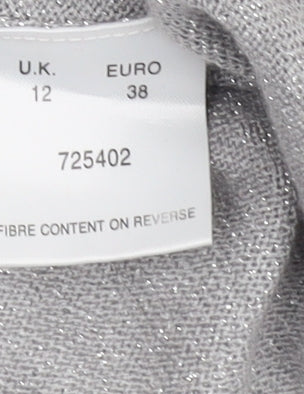 U.K. EURO
12 38
725402
FIBRE CONTENT ON REVERSE